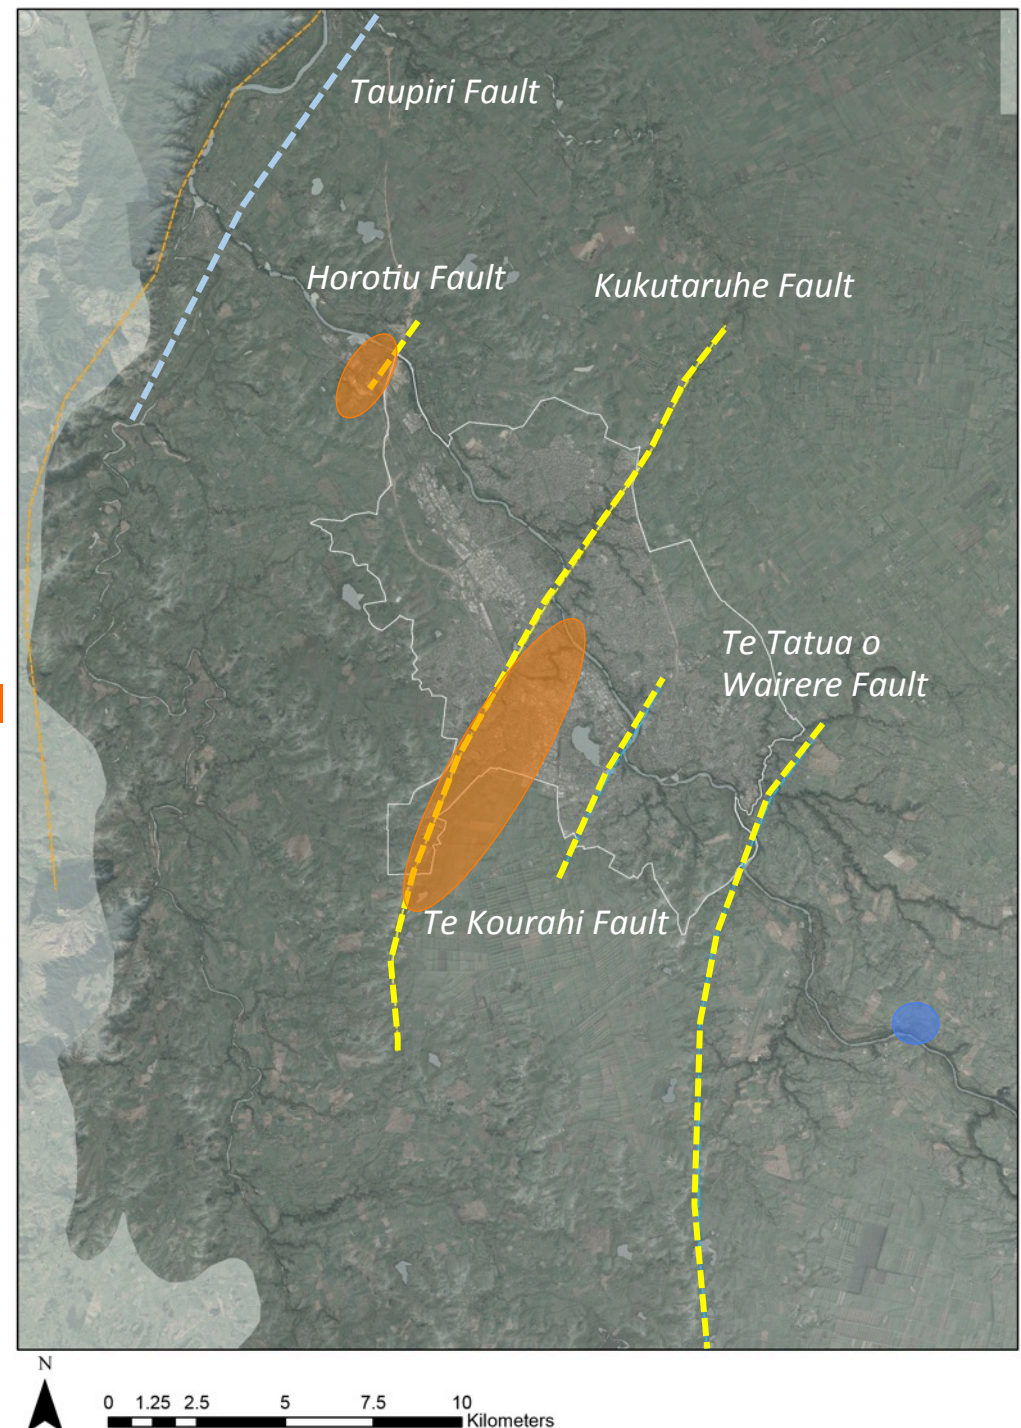 Taupiri Fault
Horotiu Fault
Kukutaruhe Fault
Te Tatua o
Wairere Fault
Te Kourahi Fault
N
0 1.25 2.5 5 7.5 10
Kilometers